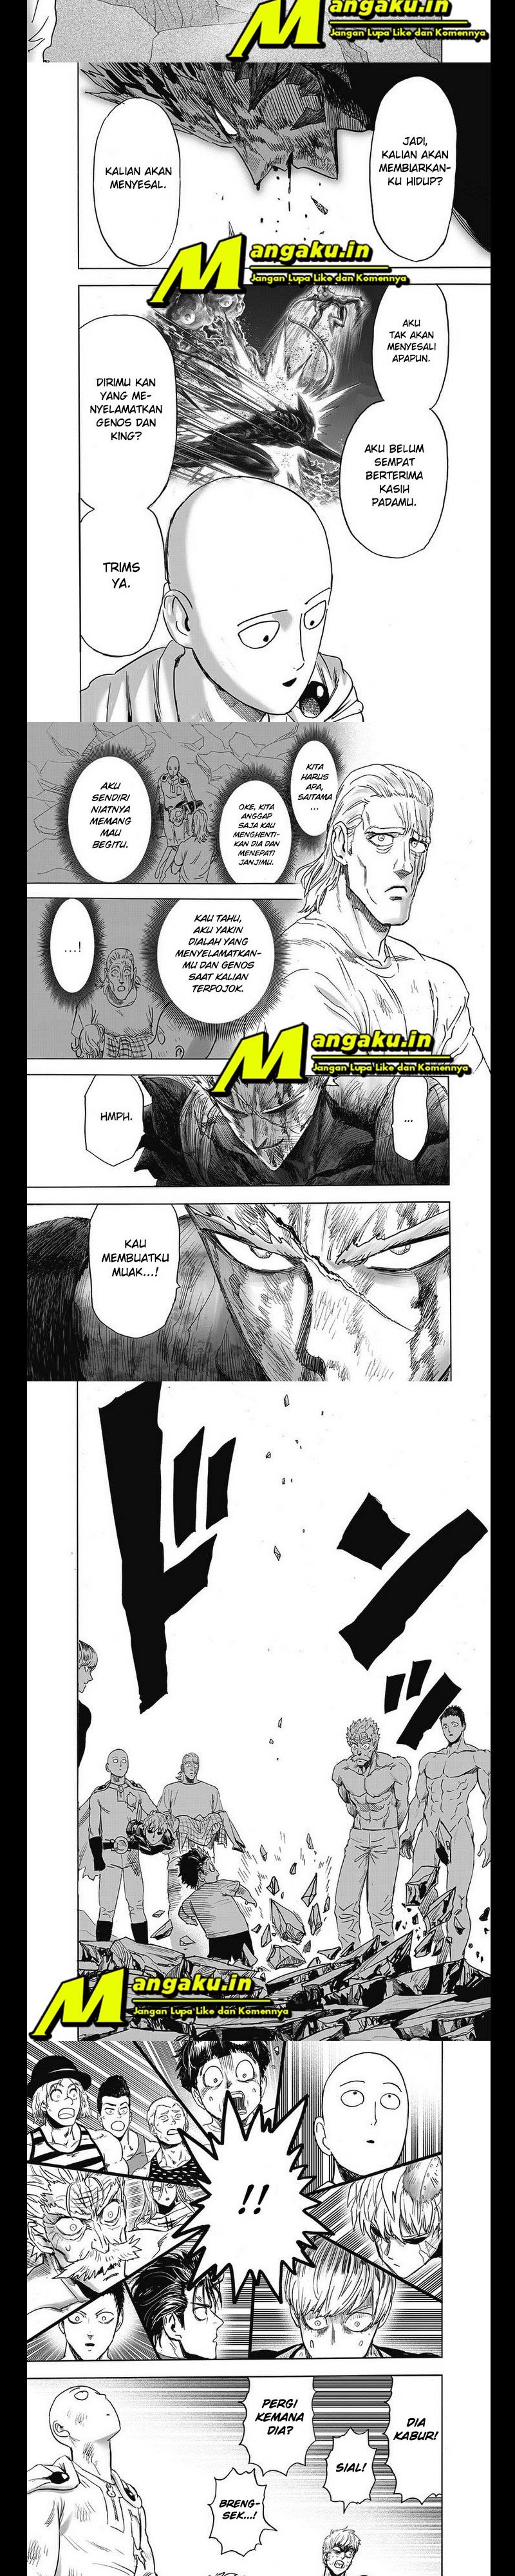 Mangaku.in
Jangan Lupa Like dan Komennya
JADI,
KALIAN AKAN
MEMBIARKAN-
KU HIDUP?
KALIAN AKAN
MENYESAL.
Mangaku.in
Jangan Lupa Like dan Komennya
AKU
TAK AKAN
MENYESALI
APAPUN.
AKU BELUM
SEMPAT
BERTERIMA
KASIH
PADAMU.
DIRIMU KAN
YANG ME-
NYELAMATKAN
GENOS DAN
KING?
TRIMS
YA.
KITA
HARUS
APA,
SAITAMA
...
OKE, KITA
ANGGAP
SAJA KAU
MENGHENTI-
KAN DIA DAN
MENEPATI
JANJIMU.
AKU
SENDIRI
NIATNYA
MEMANG
MAU
BEGITU.
KAU TAHU,
AKU YAKIN
DIALAH YANG
MENYELAMATKAN-
MU DAN GENOS
SAAT KALIAN
TERPOJOK.
...!
Mangaku.in
Jangan Lupa Like dan Komennya
...
HMPH.
KAU
MEMBUATKU
MUAK...!
ドン
Mangaku.in
Jangan Lupa Like dan Komennya
!!
DIA
KABUR!
SIAL!
PERGI
KEMANA
DIA?
BRENG-
SEK...!